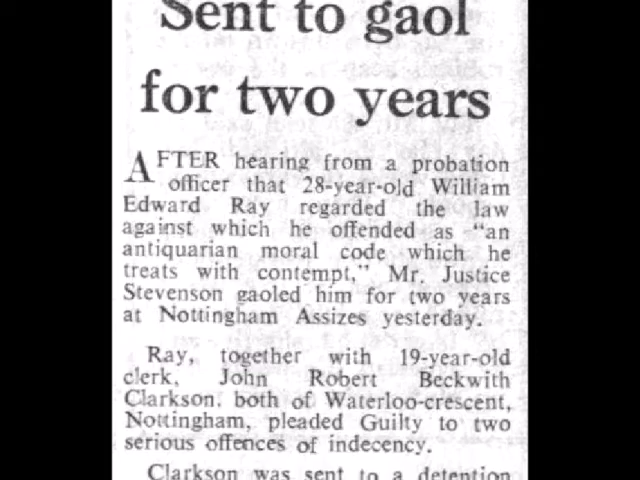 Sent to gaol
for two years
AFTER hearing from a probation
officer that 28-year-old William
Edward Ray regarded the law
against which he offended as "an
antiquarian moral code which he
treats with contempt," Mr. Justice
Stevenson gaoled him for two years
at Nottingham Assizes yesterday.
Ray, together with 19-year-old
clerk, John Robert Beckwith
Clarkson, both of Waterloo-crescent,
Nottingham, pleaded Guilty to two
serious offences of indecency.
Clarkson was sent to a detention